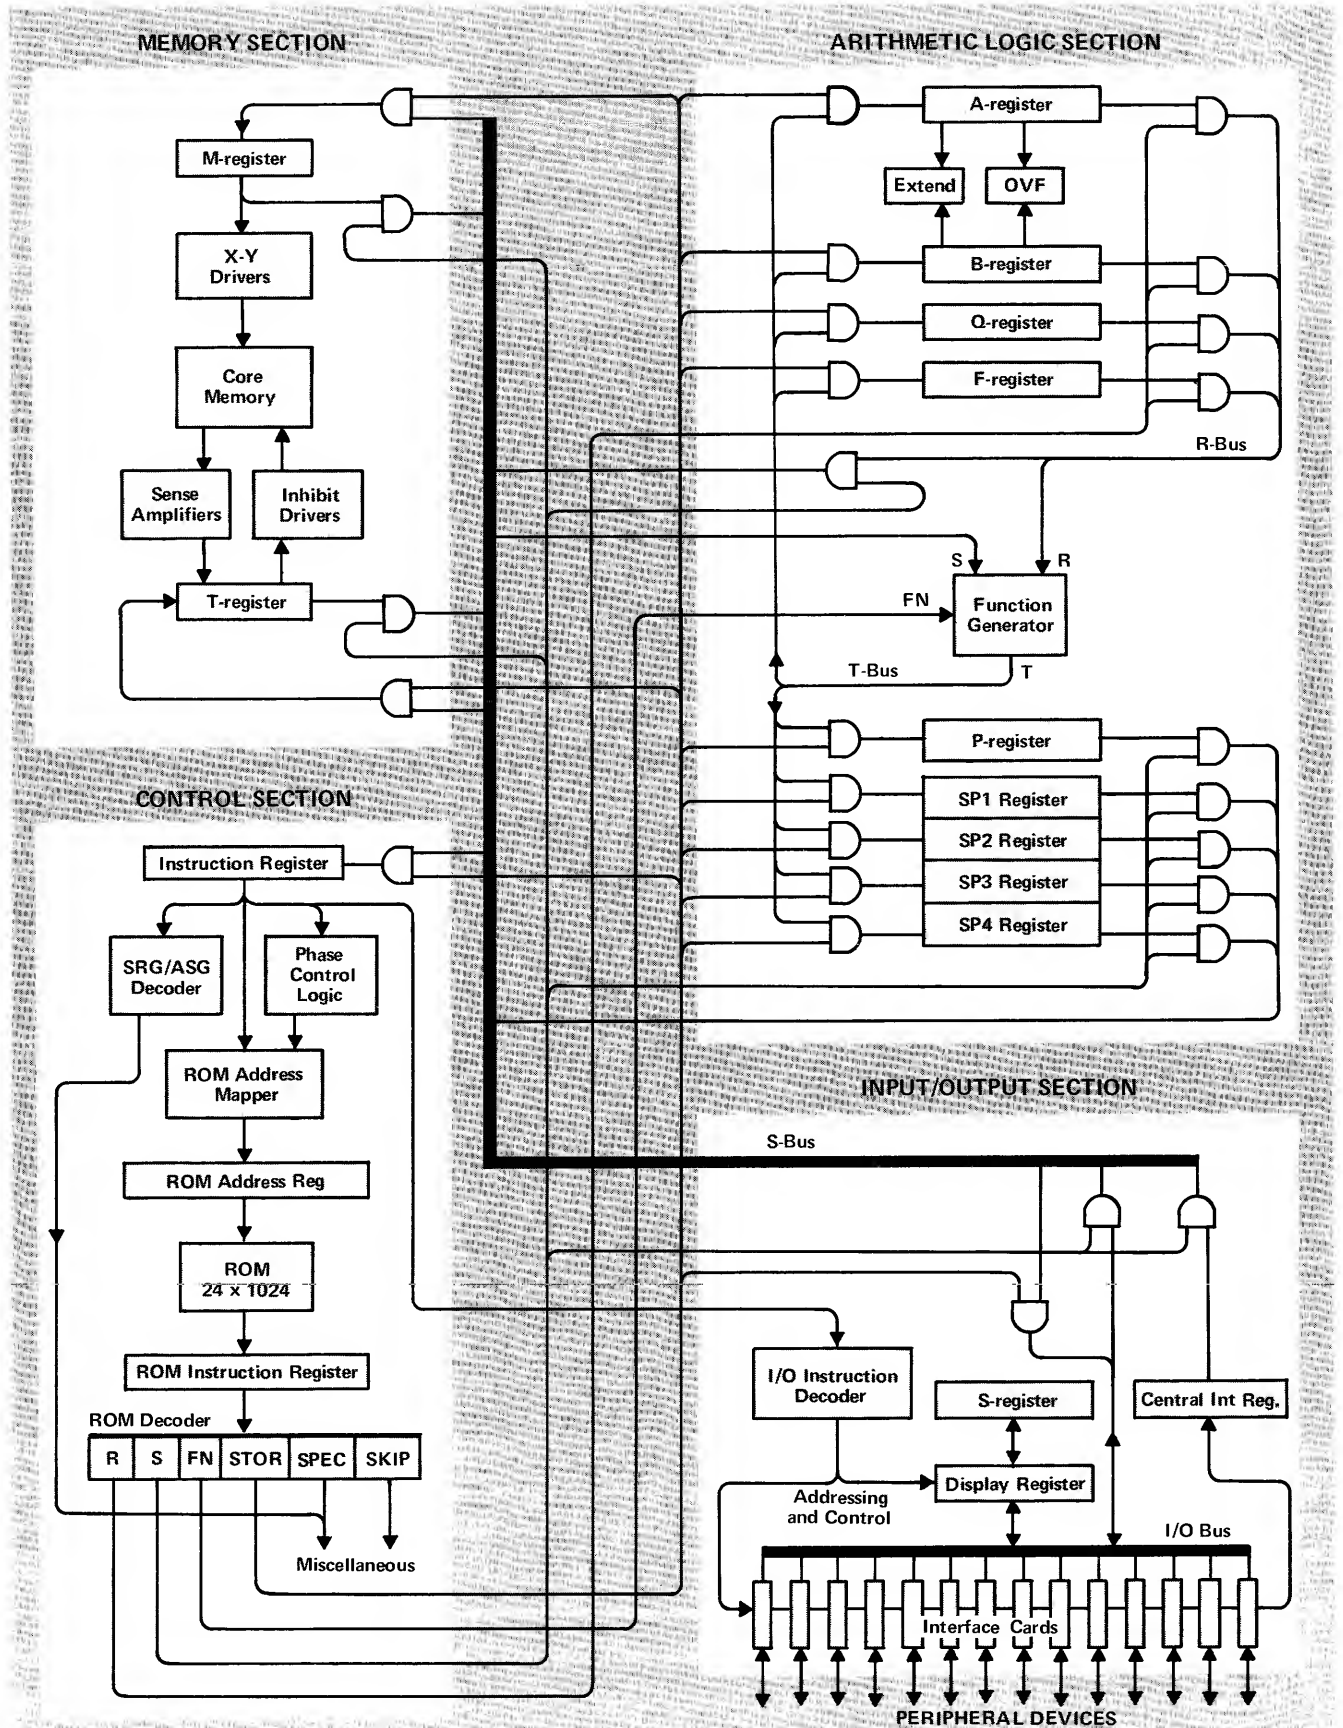 MEMORY SECTION
M-register
X-Y
Drivers
Core
Memory
Sense
Amplifiers
Inhibit
Drivers
T-register
ARITHMETIC LOGIC SECTION
A-register
Extend
OVF
B-register
Q-register
F-register
R-Bus
S
R
FN
Function
Generator
T-Bus
T
P-register
SP1 Register
SP2 Register
SP3 Register
SP4 Register
CONTROL SECTION
Instruction Register
SRG/ASG
Decoder
Phase
Control
Logic
ROM Address
Mapper
ROM Address Reg
ROM
24 x 1024
ROM Instruction Register
ROM Decoder
R
S
FN
STOR
SPEC
SKIP
Miscellaneous
INPUT/OUTPUT SECTION
S-Bus
I/O Instruction
Decoder
S-register
Central Int Reg.
Display Register
Addressing
and Control
I/O Bus
Interface Cards
PERIPHERAL DEVICES